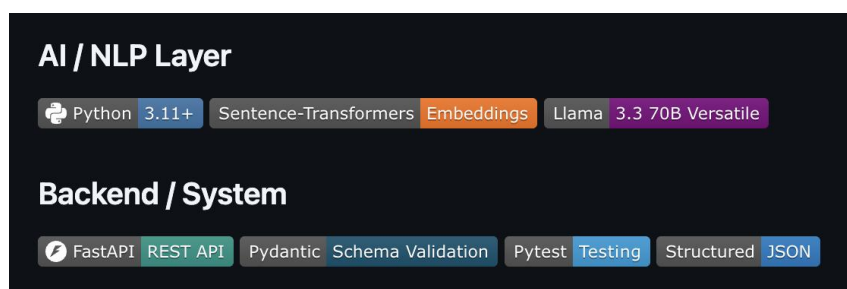 AI / NLP Layer
Python 3.11+ Sentence-Transformers Embeddings Llama 3.3 70B Versatile
Backend / System
FastAPI REST API Pydantic Schema Validation Pytest Testing Structured JSON